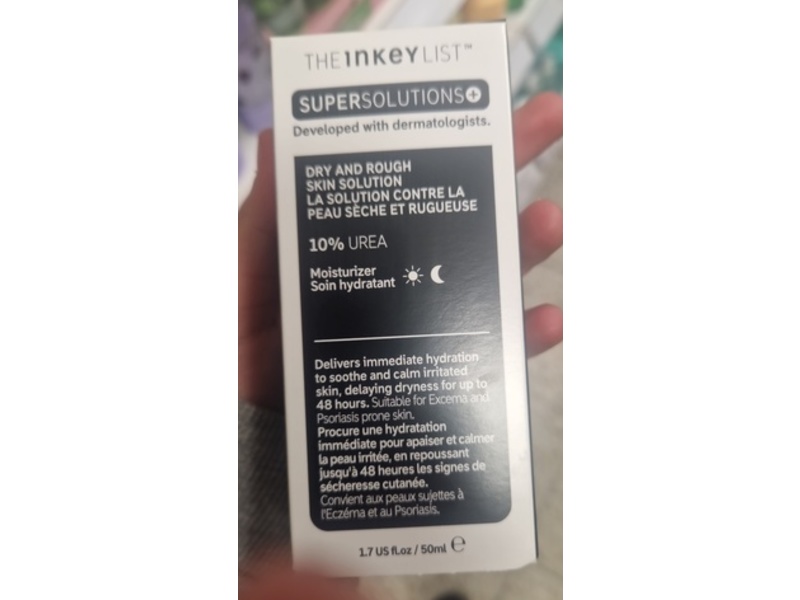 THE INKEY LIST™
SUPERSOLUTIONS+
Developed with dermatologists.
DRY AND ROUGH
SKIN SOLUTION
LA SOLUTION CONTRE LA
PEAU SÈCHE ET RUGUEUSE
10% UREA
Moisturizer
Soin hydratant
Delivers immediate hydration
to soothe and calm irritated
skin, delaying dryness for up to
48 hours. Suitable for Excema and
Psoriasis prone skin.
Procure une hydratation
immédiate pour apaiser et calmer
la peau irritée, en repoussant
jusqu'à 48 heures les signes de
sécheresse cutanée.
Convient aux peaux sujettes à
l'Eczéma et au Psoriasis.
1.7 US fl.oz / 50ml ℮